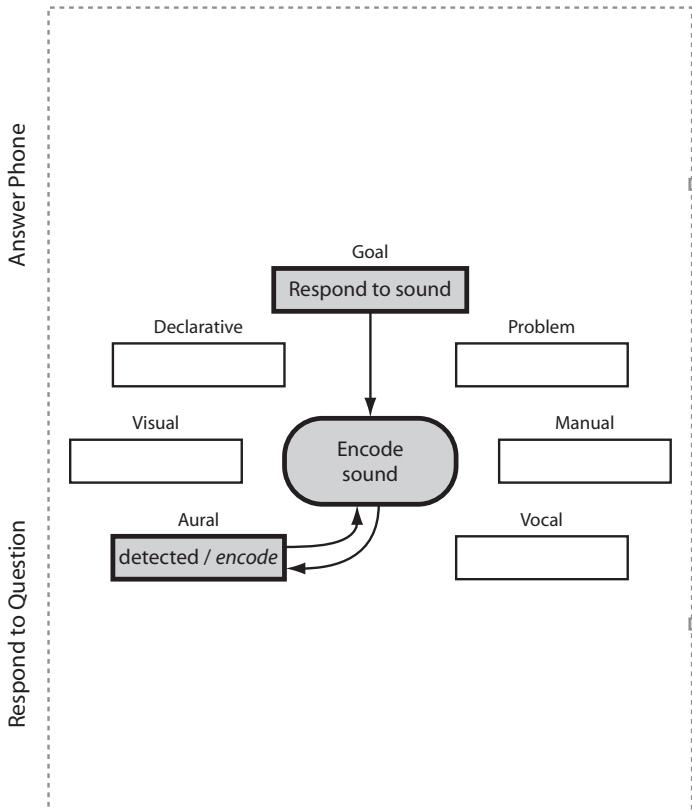 Answer Phone
Goal
Respond to sound
Declarative
Problem
Visual
Encode
sound
Manual
Aural
detected / encode
Vocal
Respond to Question